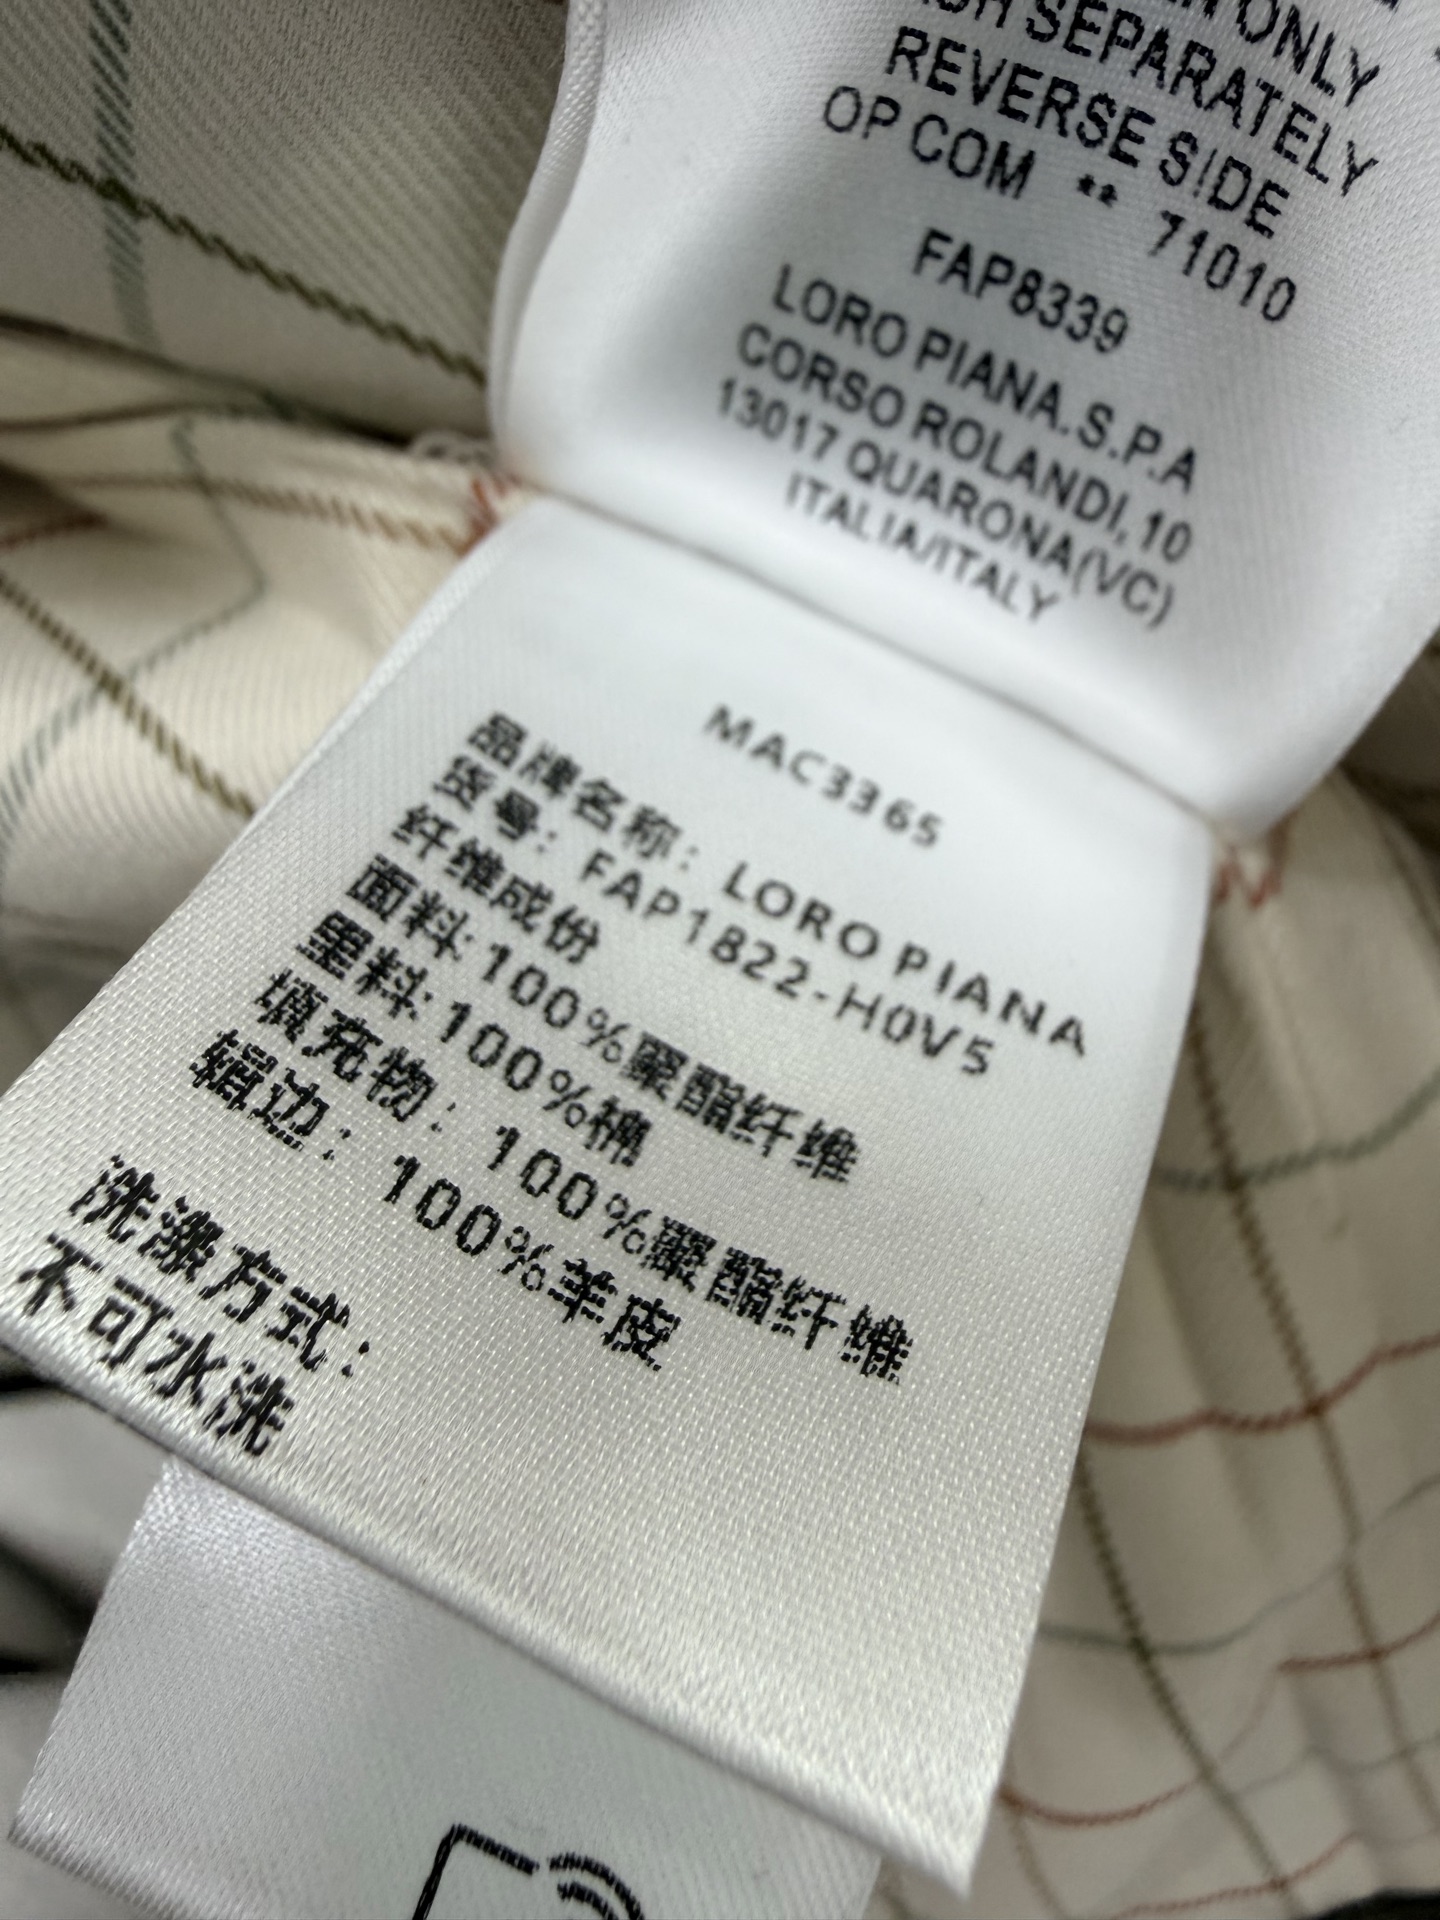 ONLY
SEPARATELY
REVERSE SIDE
OP COM ** 71010
FAP8339
LORO PIANA.S.P.A
CORSO ROLANDI, 10
13017 QUARONA(VC)
ITALIA/ITALY
MAC3365
品牌名称: LORO PIANA
货号: FAP1822-H0V5
纤维成份
面料: 100%聚酯纤维
里料: 100%棉
填充物: 100%聚酯纤维
缉边: 100%羊皮
洗涤方式:
不可水洗